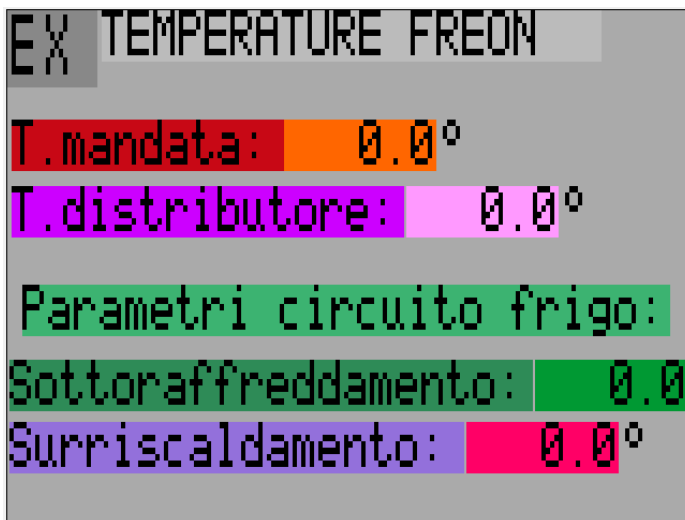 EX TEMPERATURE FREON
T.mandata: 0.0°
T.distributore: 0.0°
Parametri circuito frigo:
Sottoraffreddamento: 0.0
Surriscaldamento: 0.0°